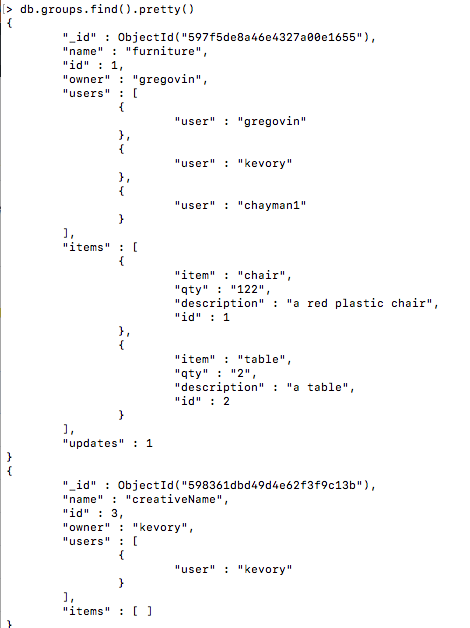 [> db.groups.find().pretty()
{
"_id" : ObjectId("597f5de8a46e4327a00e1655"),
"name" : "furniture",
"id" : 1,
"owner" : "gregovin",
"users" : [
{
"user" : "gregovin"
},
{
"user" : "kevory"
},
{
"user" : "chayman1"
}
],
"items" : [
{
"item" : "chair",
"qty" : "122",
"description" : "a red plastic chair",
"id" : 1
},
{
"item" : "table",
"qty" : "2",
"description" : "a table",
"id" : 2
}
],
"updates" : 1
}
{
"_id" : ObjectId("598361dbd49d4e62f3f9c13b"),
"name" : "creativeName",
"id" : 3,
"owner" : "kevory",
"users" : [
{
"user" : "kevory"
}
],
"items" : [ ]
}